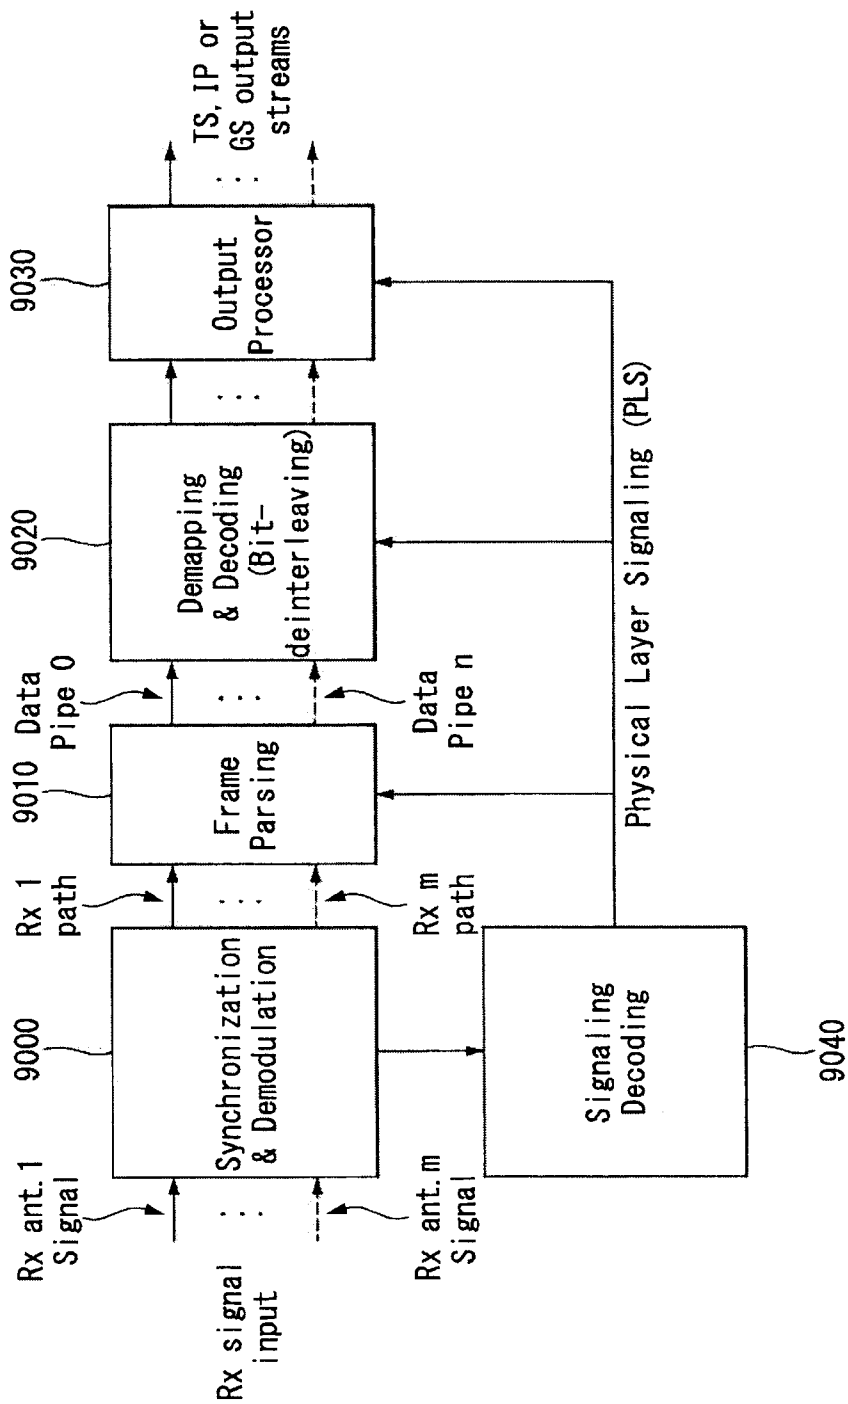 Rx signal
input
Rx ant.1
Signal
Rx ant.m
Signal
9000
Synchronization
& Demodulation
Rx 1
path
Rx m
path
9010
Frame
Parsing
Data
Pipe 0
Data
Pipe n
9020
Demapping
& Decoding
(Bit-
deinterleaving)
9030
Output
Processor
TS, IP or
GS output
streams
Signaling
Decoding
9040
Physical Layer Signaling (PLS)